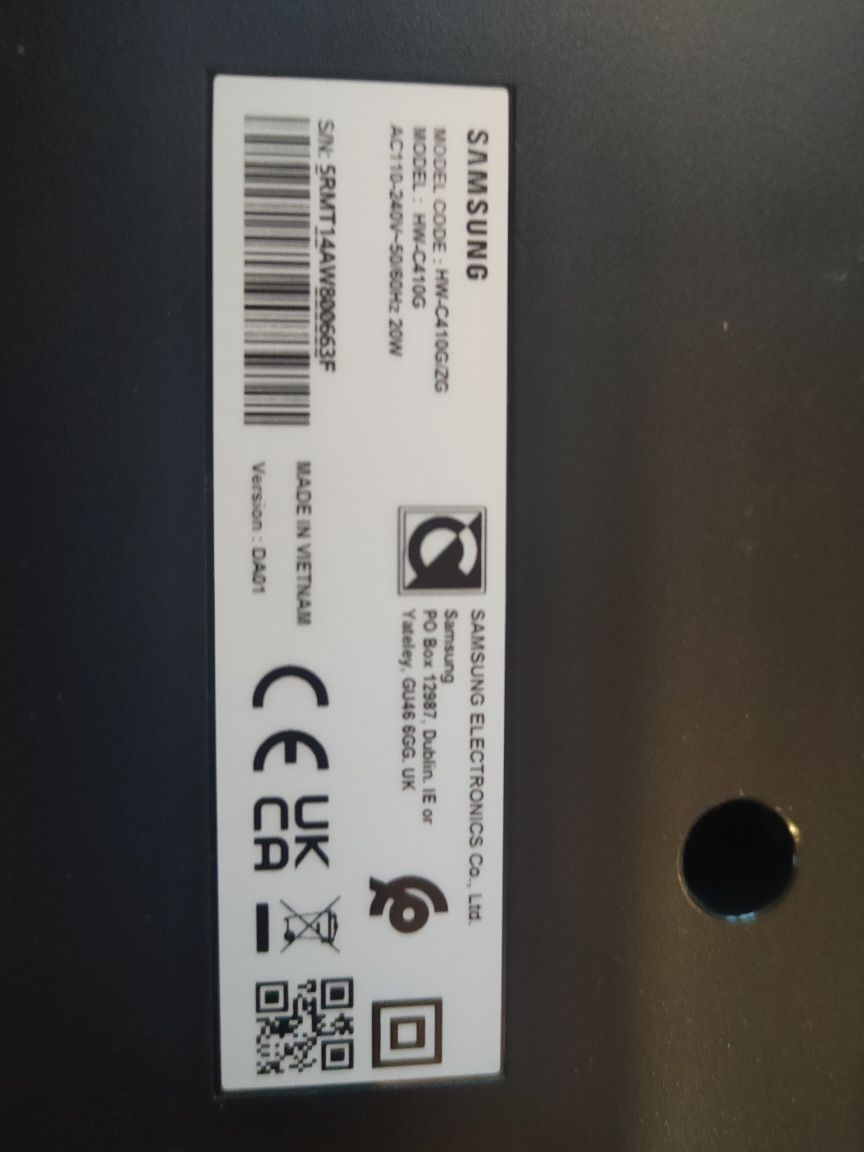 SAMSUNG
MODEL CODE : HW-C410G/ZG
MODEL : HW-C410G
AC110-240V~50/60Hz 20W
S/N: SRMT14AW800663F
MADE IN VIETNAM
Version : DA01
SAMSUNG ELECTRONICS Co., Ltd.
Samsung
PO Box 12987, Dublin. IE or
Yateley, GU46 6GG. UK
CE
UK
CA